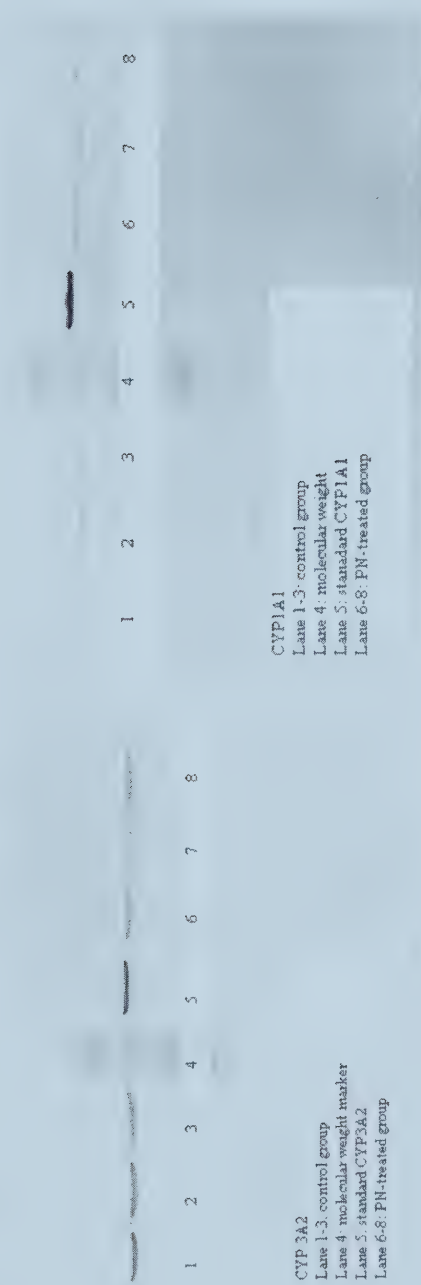 1 2 3 4 5 6 7 8
CYP 3A2
Lane 1-3. control group
Lane 4: molecular weight marker
Lane 5. standard CYP3A2
Lane 6-8: PN-treated group
1 2 3 4 5 6 7 8
CYP1A1
Lane 1-3: control group
Lane 4: molecular weight
Lane 5: stanadard CYP1A1
Lane 6-8: PN-treated group